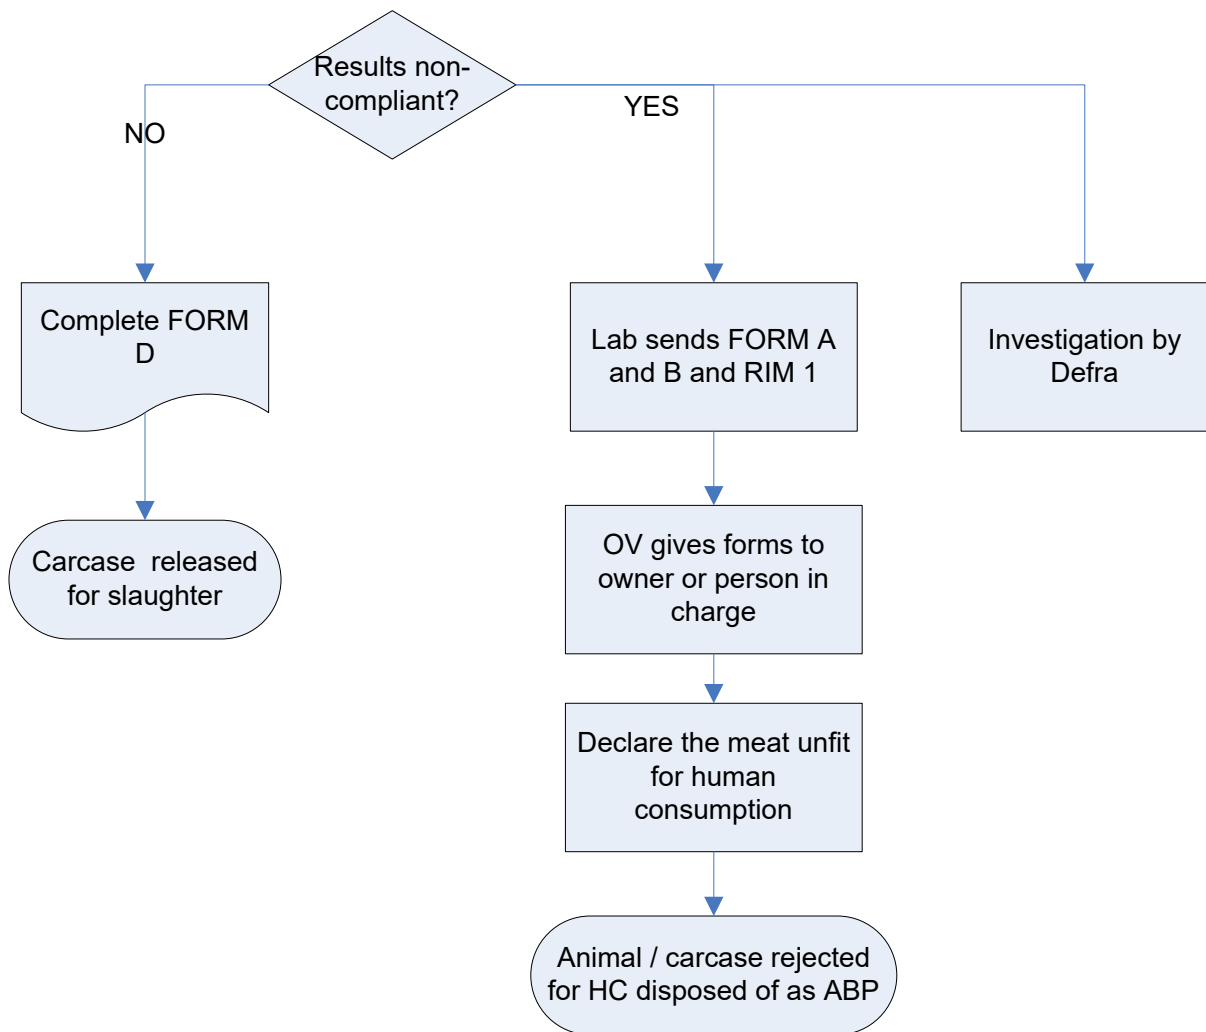 Results non-
compliant?
NO
YES
Complete FORM
D
Lab sends FORM A
and B and RIM 1
Investigation by
Defra
Carcase  released
for slaughter
OV gives forms to
owner or person in
charge
Declare the meat unfit
for human
consumption
Animal / carcase rejected
for HC disposed of as ABP